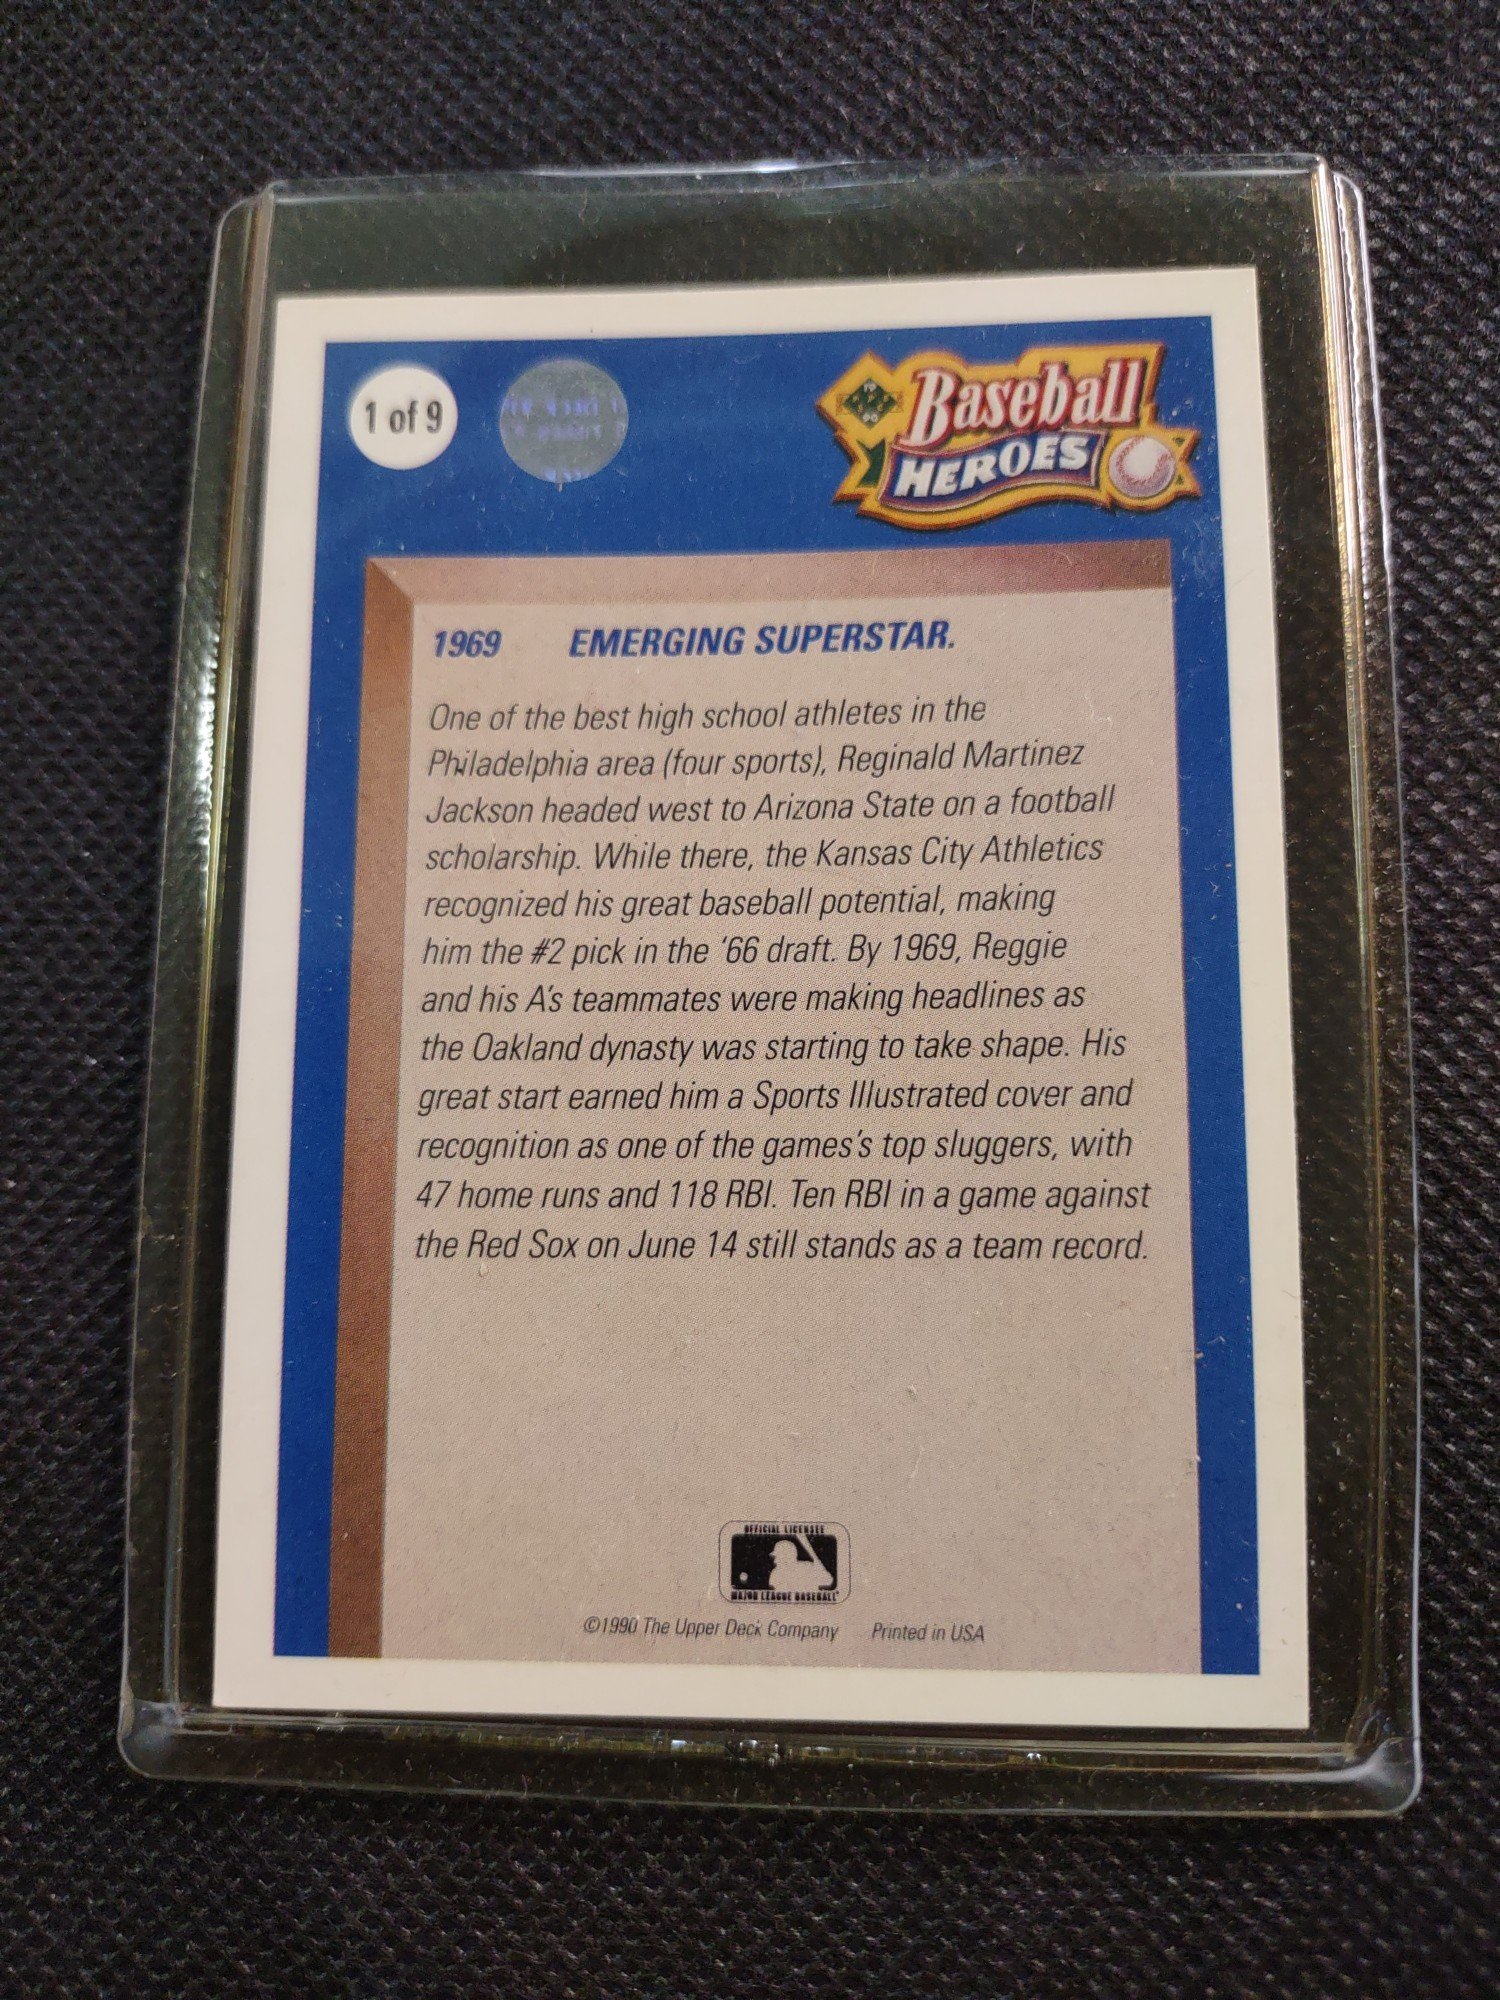 1 of 9
Baseball
HEROES
1969 EMERGING SUPERSTAR.
One of the best high school athletes in the
Philadelphia area (four sports), Reginald Martinez
Jackson headed west to Arizona State on a football
scholarship. While there, the Kansas City Athletics
recognized his great baseball potential, making
him the #2 pick in the '66 draft. By 1969, Reggie
and his A's teammates were making headlines as
the Oakland dynasty was starting to take shape. His
great start earned him a Sports Illustrated cover and
recognition as one of the games's top sluggers, with
47 home runs and 118 RBI. Ten RBI in a game against
the Red Sox on June 14 still stands as a team record.
OFFICIAL LICENSEE
MAJOR LEAGUE BASEBALL
©1990 The Upper Deck Company Printed in USA